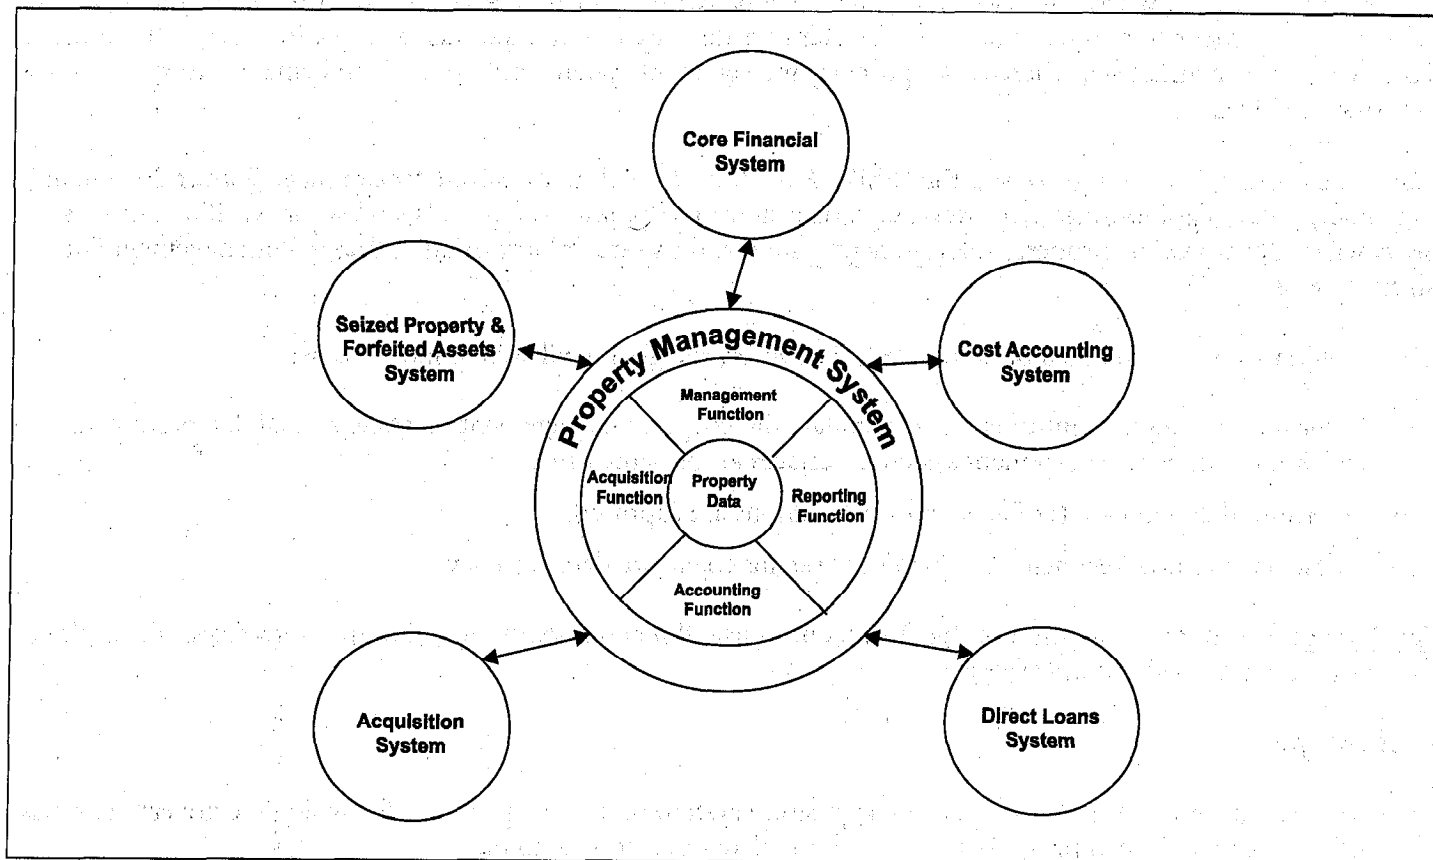 Core Financial
System
Seized Property &
Forfeited Assets
System
Cost Accounting
System
Property Management System
Management
Function
Acquisition
Function
Property
Data
Reporting
Function
Accounting
Function
Acquisition
System
Direct Loans
System